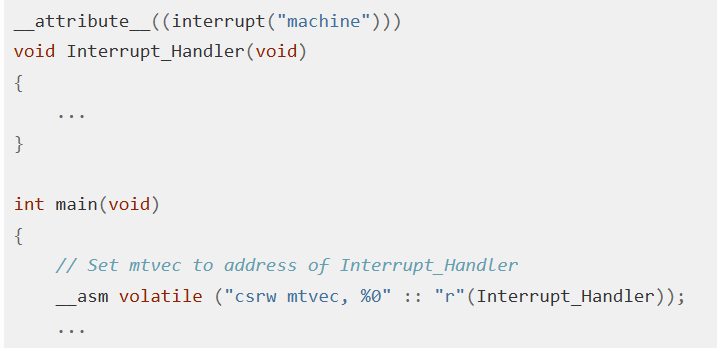 __attribute__((interrupt("machine")))
void Interrupt_Handler(void)
{
    ...
}

int main(void)
{
    // Set mtvec to address of Interrupt_Handler
    __asm volatile ("csrw mtvec, %0" :: "r"(Interrupt_Handler));
    ...